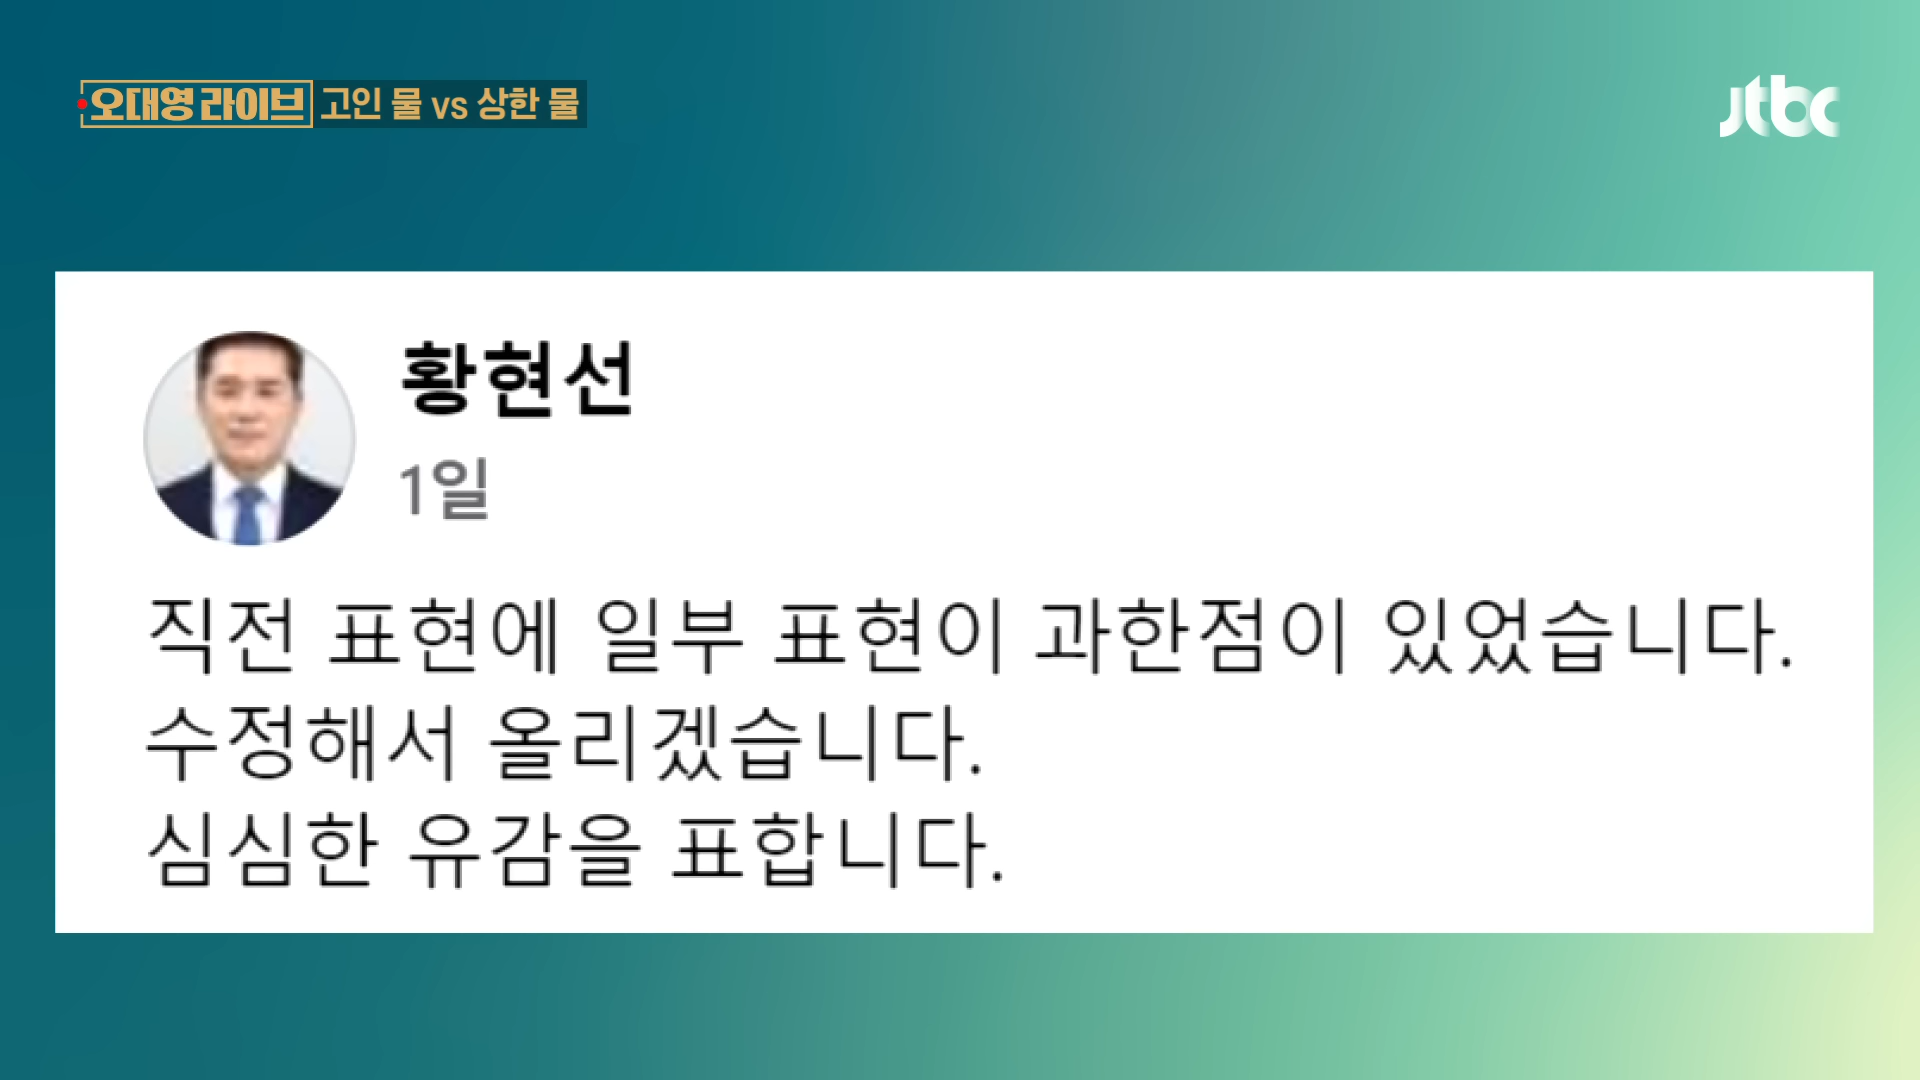 오대영 라이브 고인 물 vs 상한 물
jtbc
황현선
1일
직전 표현에 일부 표현이 과한점이 있었습니다.
수정해서 올리겠습니다.
심심한 유감을 표합니다.